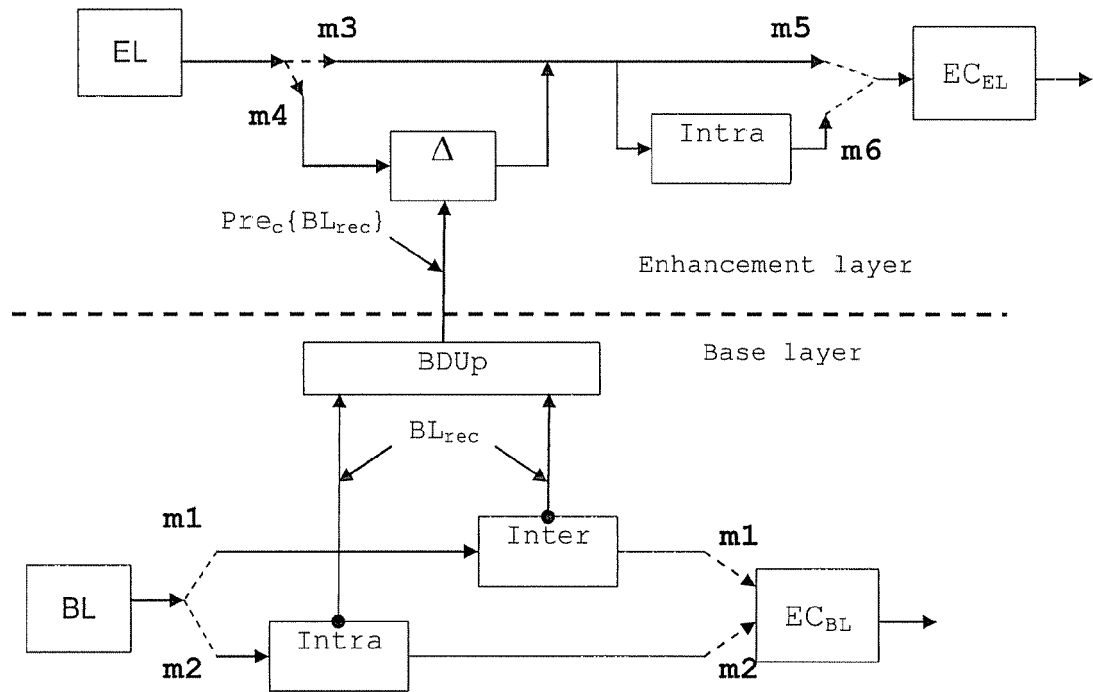 m3
m5
EL
EC_EL
m4
Δ
Intra
m6
Pre_c{BL_rec}
Enhancement layer
BDUp
Base layer
BL_rec
m1
Inter
m1
BL
EC_BL
Intra
m2
m2